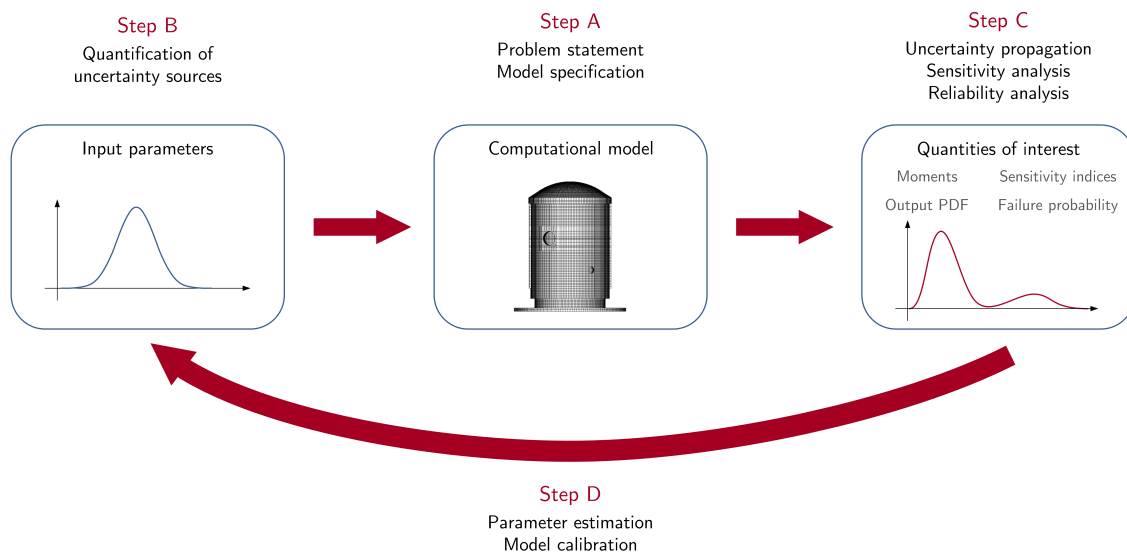 Step B
Quantification of
uncertainty sources
Step A
Problem statement
Model specification
Step C
Uncertainty propagation
Sensitivity analysis
Reliability analysis
Input parameters
Computational model
Quantities of interest
Moments
Sensitivity indices
Output PDF
Failure probability
Step D
Parameter estimation
Model calibration